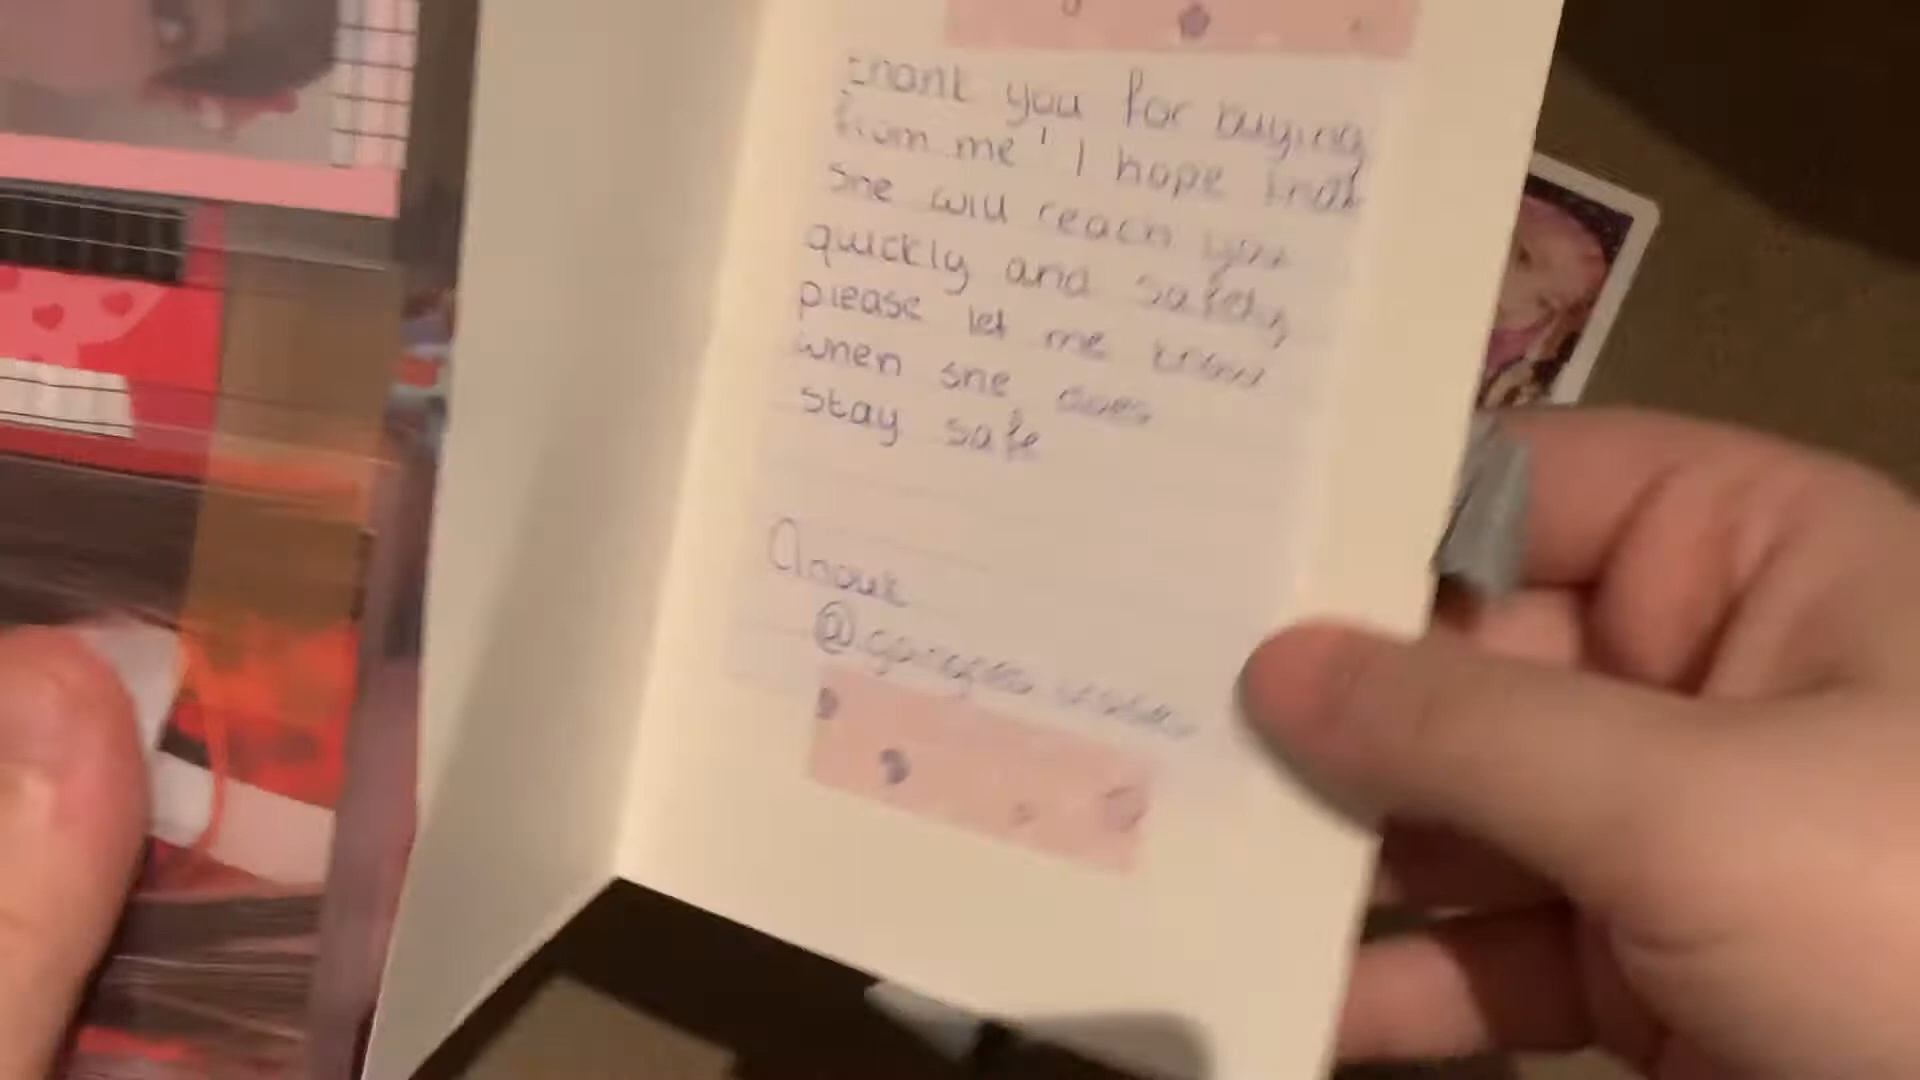 thank you for buying
from me! I hope that
she will reach you
quickly and safely,
please let me know
when she does
stay safe
Anouk